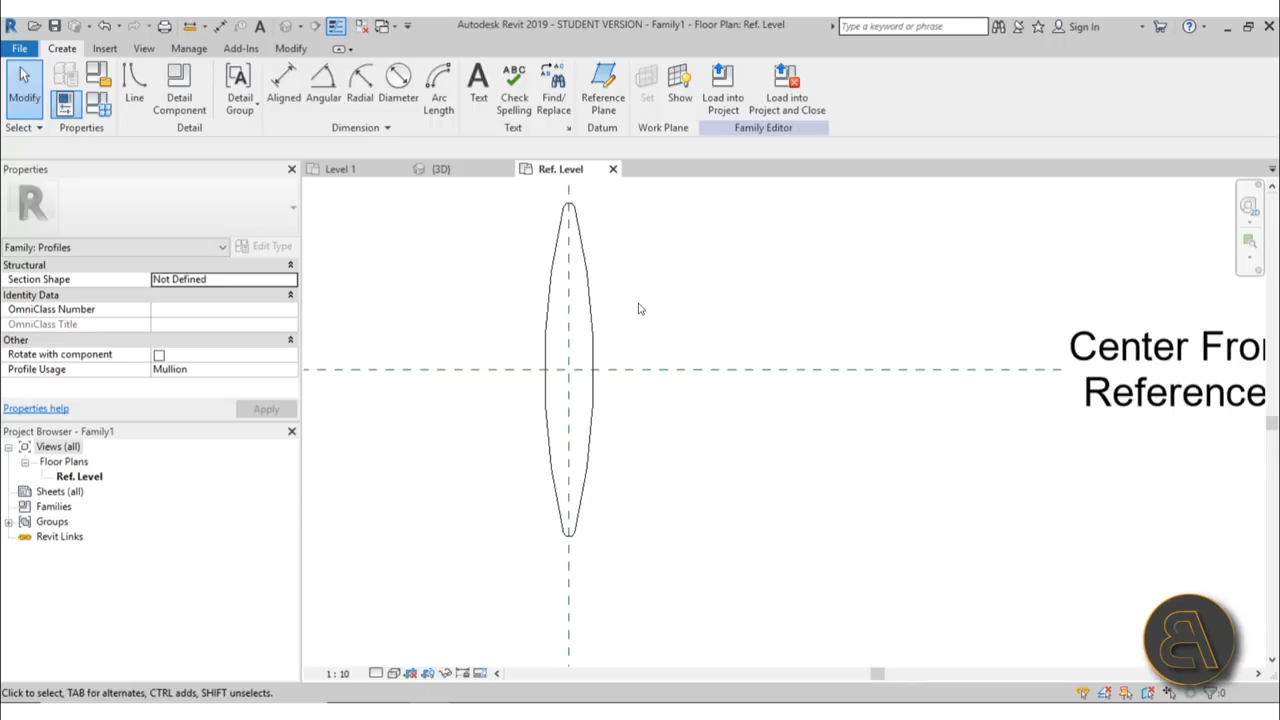 Autodesk Revit 2019 - STUDENT VERSION - Family1 - Floor Plan: Ref. Level
Type a keyword or phrase
Sign In
File Create Insert View Manage Add-Ins Modify
Modify
Line
Detail Component
Detail Group
Aligned Angular Radial Diameter
Arc Length
Text
ABC
Check Spelling
Find/ Replace
Reference Plane
Set Show
Load into Project
Load into Project and Close
Select Properties Detail Dimension Text Datum Work Plane Family Editor
Properties
Level 1 {3D} Ref. Level
Family: Profiles Edit Type
Structural
Section Shape Not Defined
Identity Data
OmniClass Number
OmniClass Title
Other
Rotate with component
Profile Usage Mullion
Properties help Apply
Project Browser - Family1
Views (all)
Floor Plans
Ref. Level
Sheets (all)
Families
Groups
Revit Links
Center Fro
Reference
1 : 10
Click to select, TAB for alternates, CTRL adds, SHIFT unselects.
:0